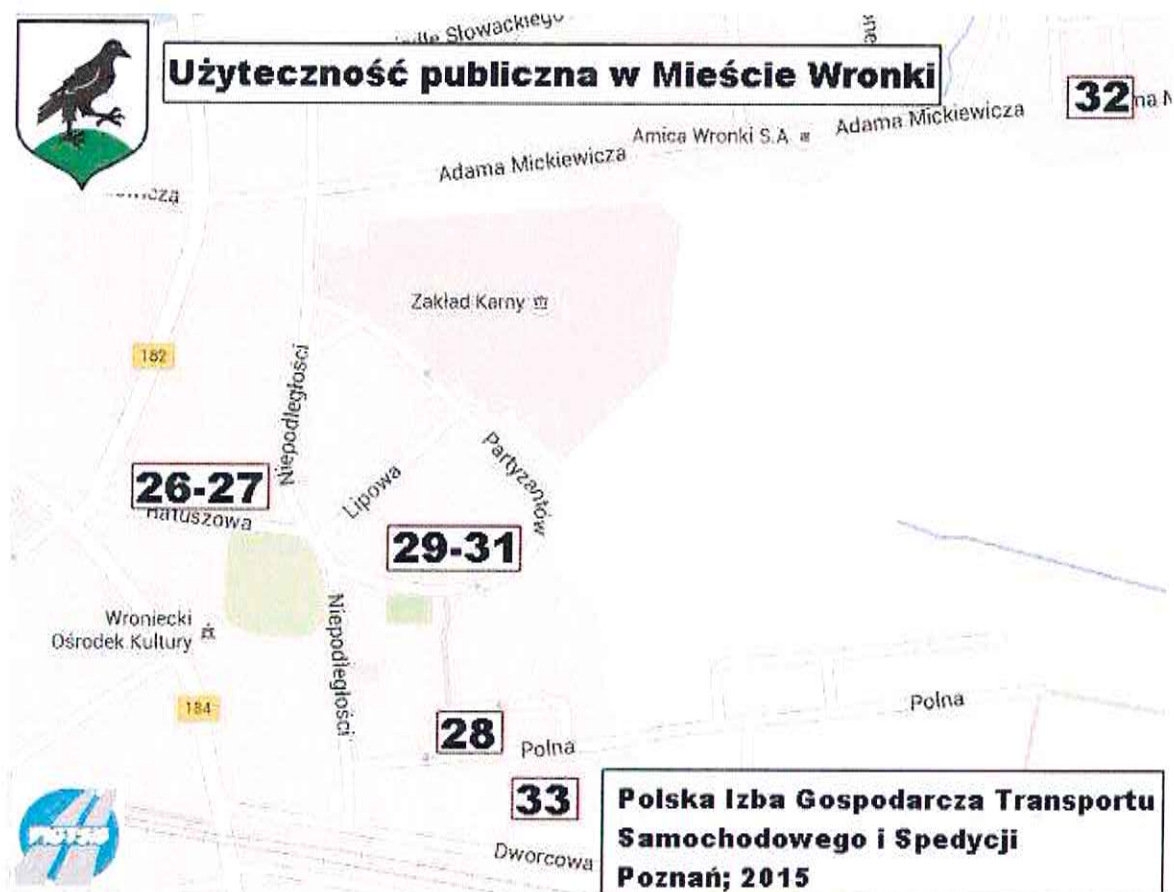 Słowackiego
Użyteczność publiczna w Mieście Wronki
32
Adama Mickiewicza
Amica Wronki S.A
Adama Mickiewicza
Zakład Karny
182
Niepodległości
Partyzantów
Lipowa
26-27
Ratuszowa
29-31
Wroniecki
Ośrodek Kultury
Niepodległości
184
Polna
28
Polna
33
Dworcowa
Polska Izba Gospodarcza Transportu
Samochodowego i Spedycji
Poznań; 2015